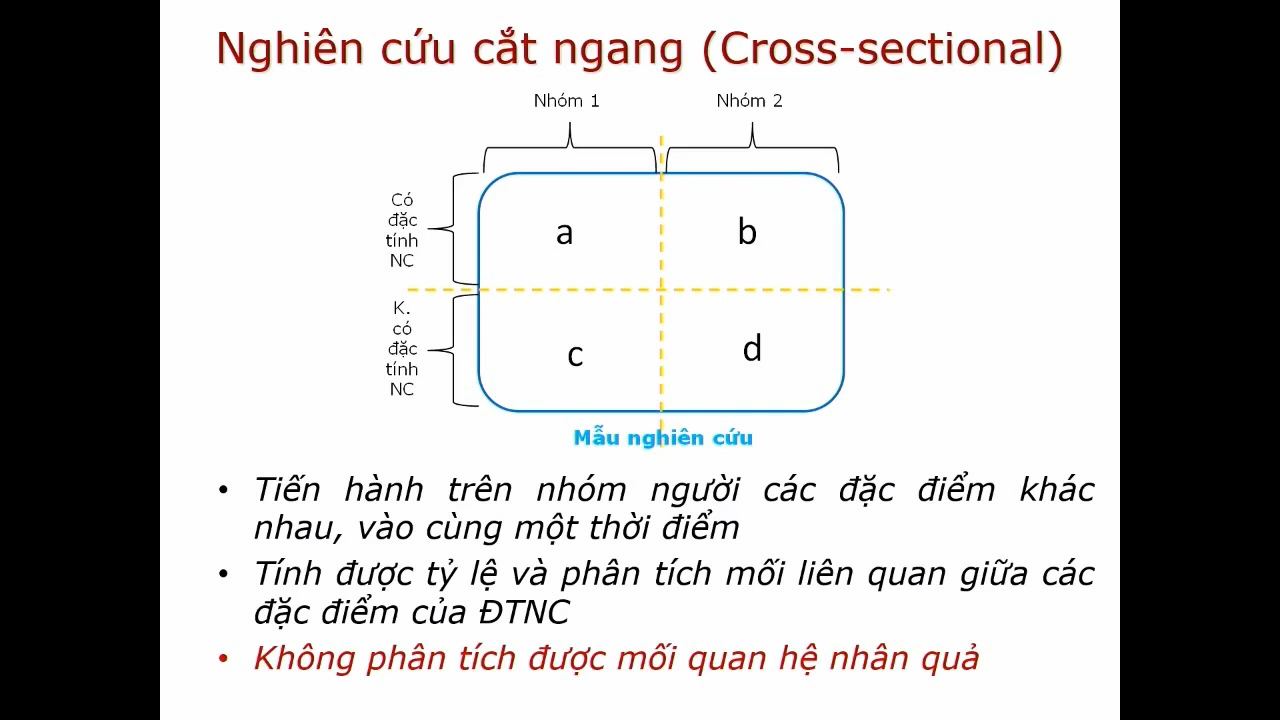 Nghiên cứu cắt ngang (Cross-sectional)
Nhóm 1
Nhóm 2
Có
đặc
tính
NC
a
b
K.
có
đặc
tính
NC
c
d
Mẫu nghiên cứu
• Tiến hành trên nhóm người các đặc điểm khác
nhau, vào cùng một thời điểm
• Tính được tỷ lệ và phân tích mối liên quan giữa các
đặc điểm của ĐTNC
• Không phân tích được mối quan hệ nhân quả